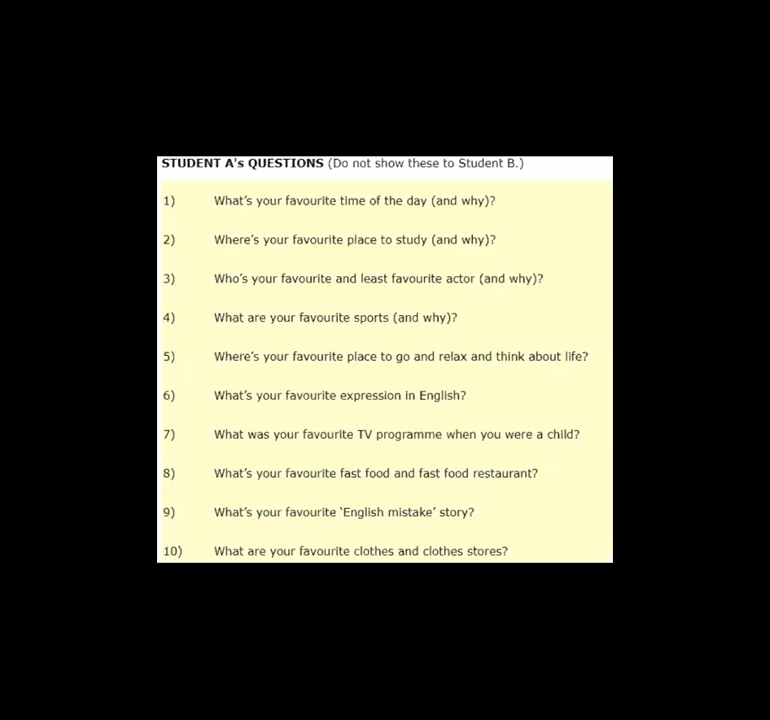 STUDENT A's QUESTIONS (Do not show these to Student B.)
1) What's your favourite time of the day (and why)?
2) Where's your favourite place to study (and why)?
3) Who's your favourite and least favourite actor (and why)?
4) What are your favourite sports (and why)?
5) Where's your favourite place to go and relax and think about life?
6) What's your favourite expression in English?
7) What was your favourite TV programme when you were a child?
8) What's your favourite fast food and fast food restaurant?
9) What's your favourite ‘English mistake’ story?
10) What are your favourite clothes and clothes stores?